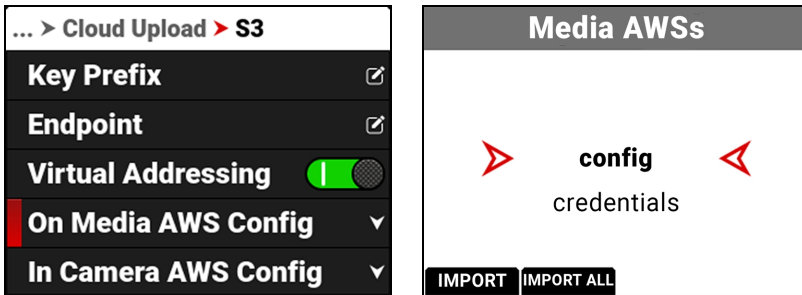 ... > Cloud Upload > S3
Key Prefix
Endpoint
Virtual Addressing
On Media AWS Config
In Camera AWS Config
Media AWSs
config
credentials
IMPORT
IMPORT ALL